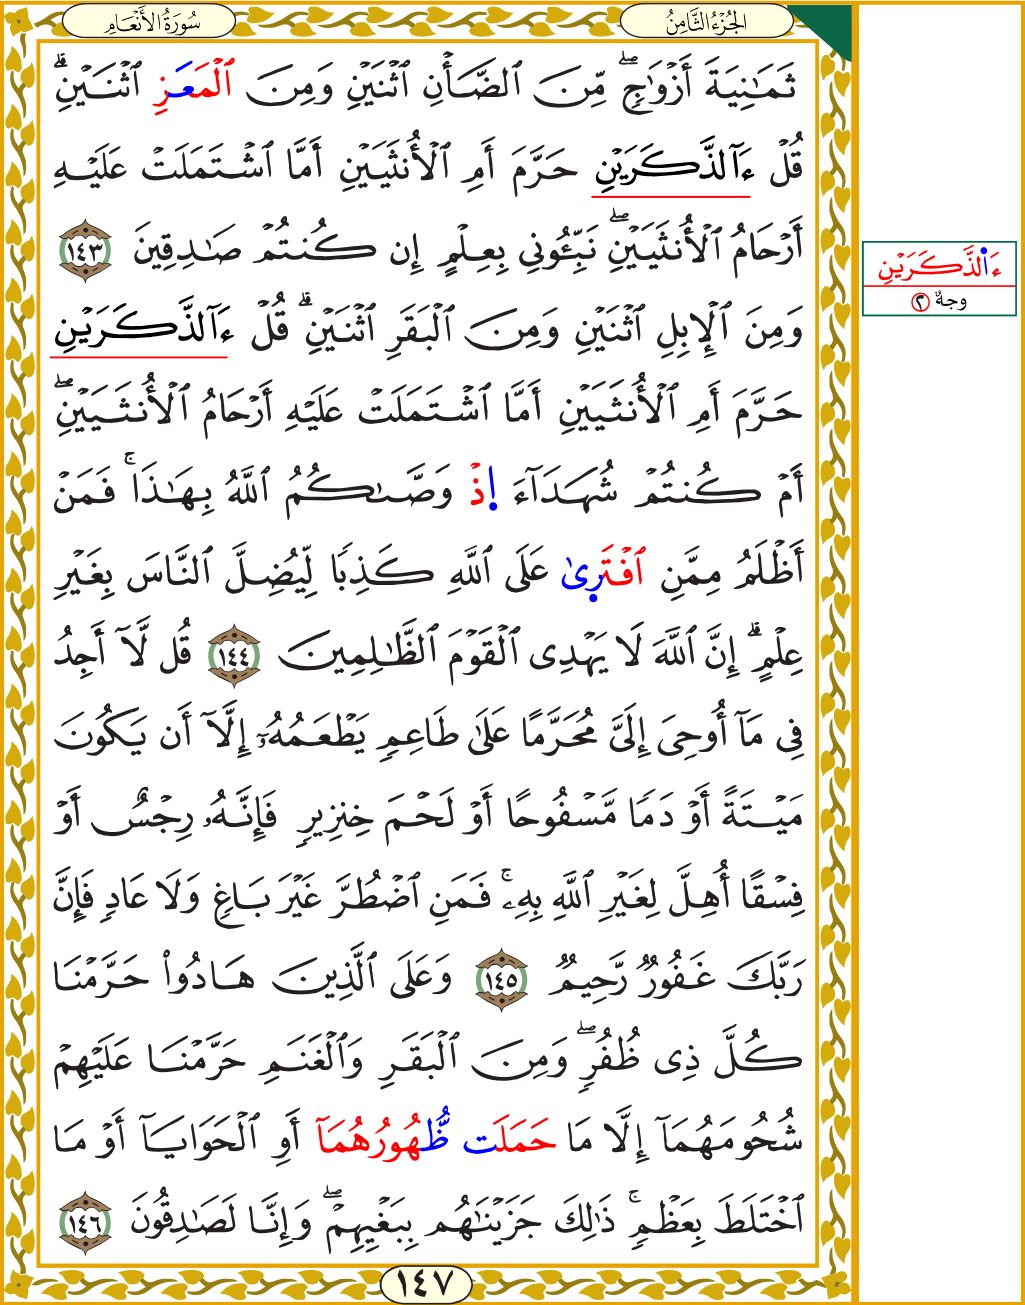 الجُزْءُ الثَّامِنُ
سُورَةُ الأَنْعَامِ
ثَمَٰنِيَةَ أَزْوَٰجٖۖ مِّنَ ٱلضَّأْنِ ٱثْنَيْنِ وَمِنَ ٱلْمَعَزِ ٱثْنَيْنِۗ
قُلْ ءَآلذَّكَرَيْنِ حَرَّمَ أَمِ ٱلْأُنثَيَيْنِ أَمَّا ٱشْتَمَلَتْ عَلَيْهِ
أَرْحَامُ ٱلْأُنثَيَيْنِۖ نَبِّـُٔونِي بِعِلْمٍ إِن كُنتُمْ صَٰدِقِينَ ١٤٣
وَمِنَ ٱلْإِبِلِ ٱثْنَيْنِ وَمِنَ ٱلْبَقَرِ ٱثْنَيْنِۗ قُلْ ءَآلذَّكَرَيْنِ
حَرَّمَ أَمِ ٱلْأُنثَيَيْنِ أَمَّا ٱشْتَمَلَتْ عَلَيْهِ أَرْحَامُ ٱلْأُنثَيَيْنِۖ
أَمْ كُنتُمْ شُهَدَآءَ إِذْ وَصَّىٰكُمُ ٱللَّهُ بِهَٰذَاۚ فَمَنْ
أَظْلَمُ مِمَّنِ ٱفْتَرىٰ عَلَى ٱللَّهِ كَذِبٗا لِّيُضِلَّ ٱلنَّاسَ بِغَيْرِ
عِلْمٍۗ إِنَّ ٱللَّهَ لَا يَهْدِى ٱلْقَوْمَ ٱلظَّٰلِمِينَ ١٤٤ قُل لَّآ أَجِدُ
فِى مَآ أُوحِىَ إِلَىَّ مُحَرَّمًا عَلَىٰ طَاعِمٖ يَطْعَمُهُۥٓ إِلَّآ أَن يَكُونَ
مَيْتَةً أَوْ دَمٗا مَّسْفُوحًا أَوْ لَحْمَ خِنزِيرٖ فَإِنَّهُۥ رِجْسٌ أَوْ
فِسْقًا أُهِلَّ لِغَيْرِ ٱللَّهِ بِهِۦۚ فَمَنِ ٱضْطُرَّ غَيْرَ بَاغٖ وَلَا عَادٖ فَإِنَّ
رَبَّكَ غَفُورٞ رَّحِيمٞ ١٤٥ وَعَلَى ٱلَّذِينَ هَادُواْ حَرَّمْنَا
كُلَّ ذِى ظُفُرٖۖ وَمِنَ ٱلْبَقَرِ وَٱلْغَنَمِ حَرَّمْنَا عَلَيْهِمْ
شُحُومَهُمَآ إِلَّا مَا حَمَلَت ظُّهُورُهُمَآ أَوِ ٱلْحَوَايَآ أَوْ مَا
ٱخْتَلَطَ بِعَظْمٖۚ ذَٰلِكَ جَزَيْنَٰهُم بِبَغْيِهِمْۖ وَإِنَّا لَصَٰدِقُونَ ١٤٦
١٤٧
ءَا۬لذَّكَرَيْنِ
وجهٌ ٢